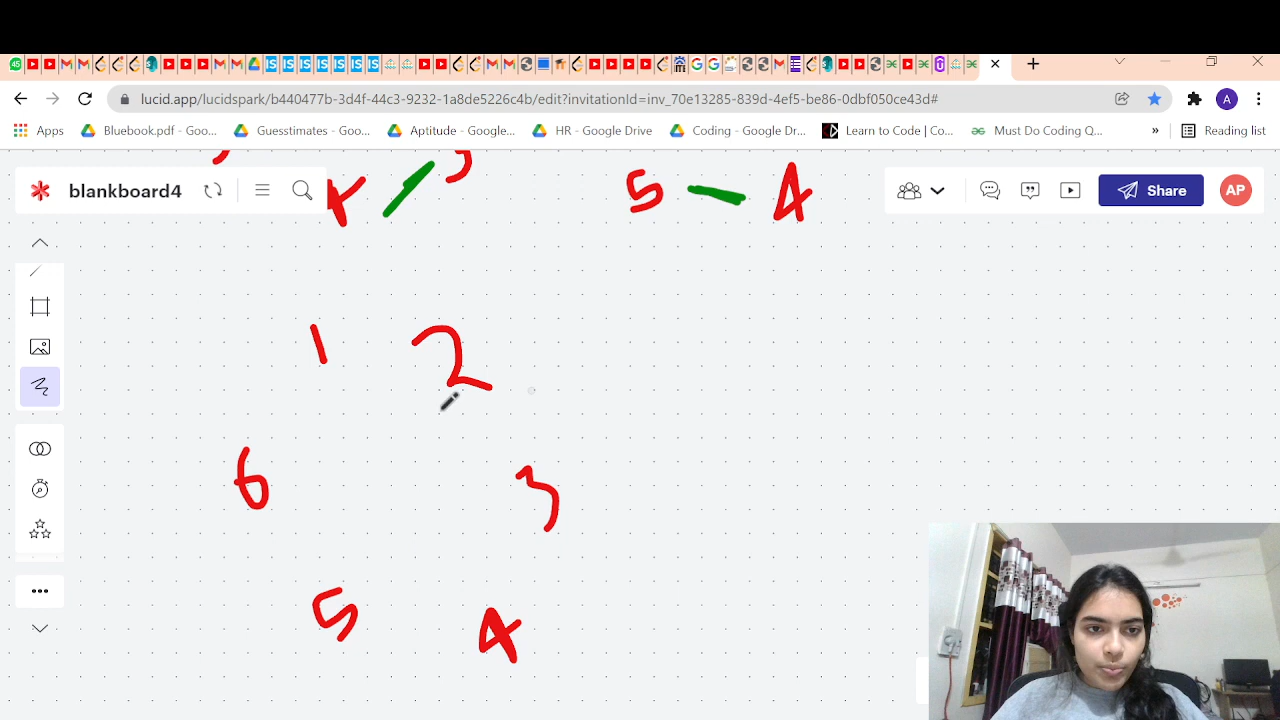 45
lucid.app/lucidspark/b440477b-3d4f-44c3-9232-1a8de5226c4b/edit?invitationId=inv_70e13285-839d-4ef5-be86-0dbf050ce43d#
A
Apps Bluebook.pdf - Goo... Guesstimates - Goo... Aptitude - Google... HR - Google Drive Coding - Google Dr... Learn to Code | Co... Must Do Coding Q... » Reading list
blankboard4
Share
AP
5 4
1 2
6 3
5 4